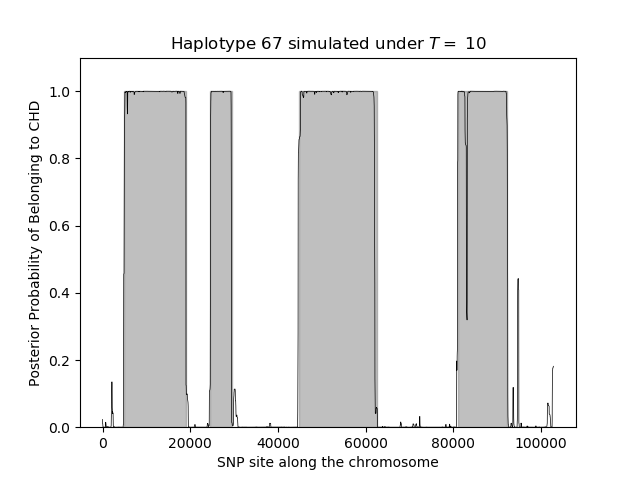 Haplotype 67 simulated under T = 10
Posterior Probability of Belonging to CHD
1.0
0.8
0.6
0.4
0.2
0.0
0 20000 40000 60000 80000 100000
SNP site along the chromosome